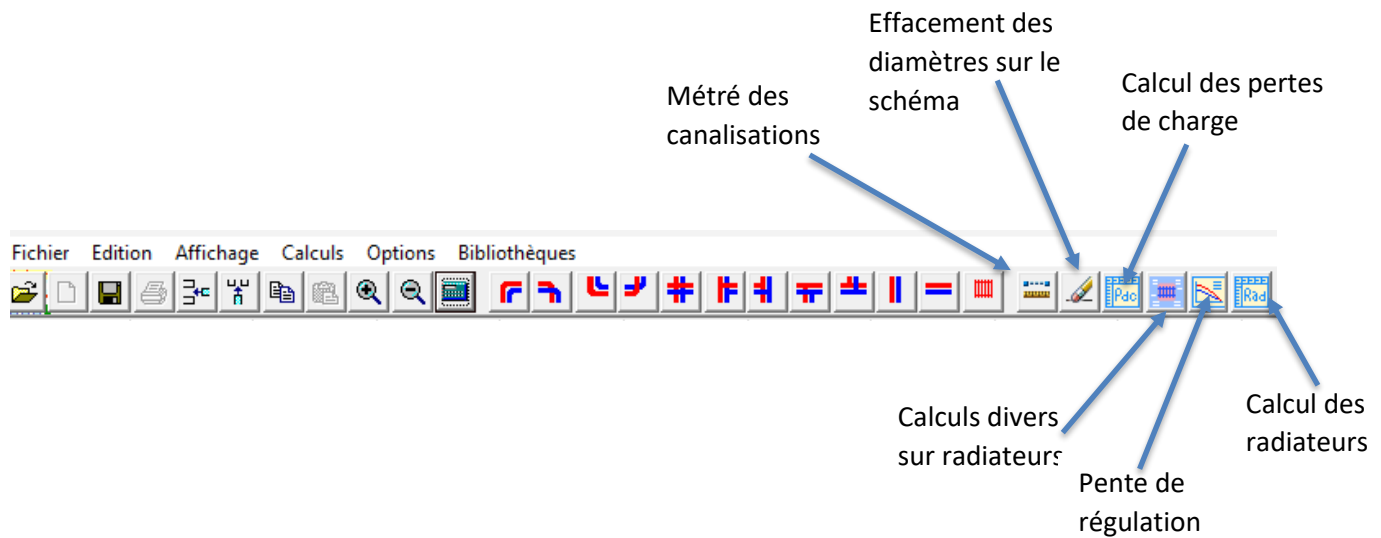 Effacement des
diamètres sur le
schéma
Calcul des pertes
de charge
Métré des
canalisations
Fichier Edition Affichage Calculs Options Bibliothèques
Pdc
Rad
Calculs divers
sur radiateurs
Calcul des
radiateurs
Pente de
régulation